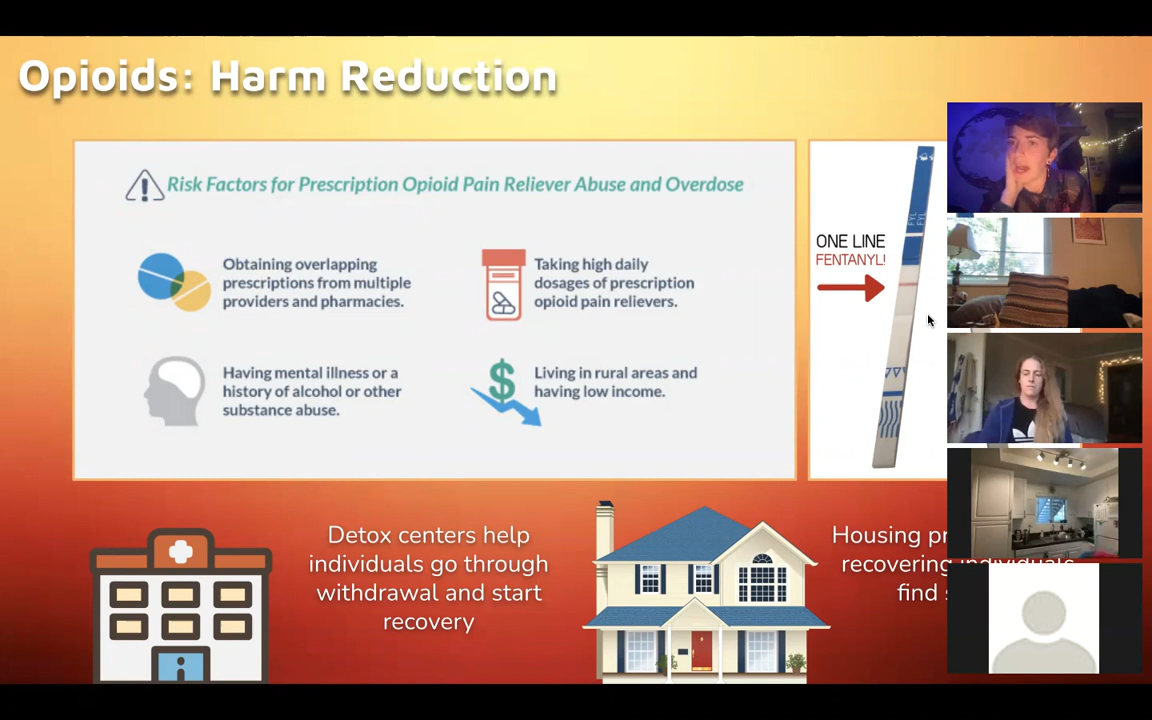 Opioids: Harm Reduction
Risk Factors for Prescription Opioid Pain Reliever Abuse and Overdose
Obtaining overlapping
prescriptions from multiple
providers and pharmacies.
Taking high daily
dosages of prescription
opioid pain relievers.
Having mental illness or a
history of alcohol or other
substance abuse.
Living in rural areas and
having low income.
ONE LINE
FENTANYL!
FYL FYL
Detox centers help
individuals go through
withdrawal and start
recovery
Housing
recovering individuals
find